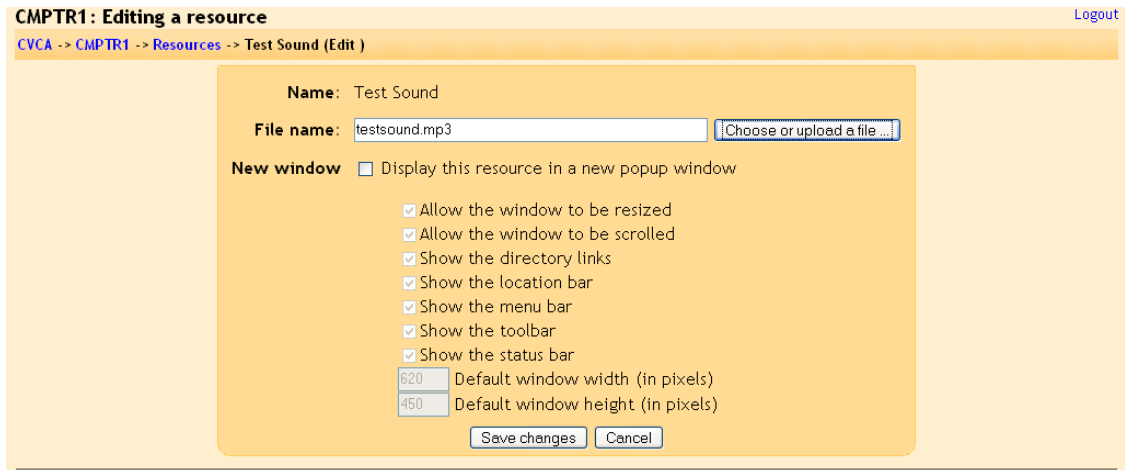 CMPTR1: Editing a resource
Logout
CVCA -> CMPTR1 -> Resources -> Test Sound (Edit )
Name: Test Sound
File name: testsound.mp3 Choose or upload a file ...
New window Display this resource in a new popup window
Allow the window to be resized
Allow the window to be scrolled
Show the directory links
Show the location bar
Show the menu bar
Show the toolbar
Show the status bar
620 Default window width (in pixels)
450 Default window height (in pixels)
Save changes Cancel